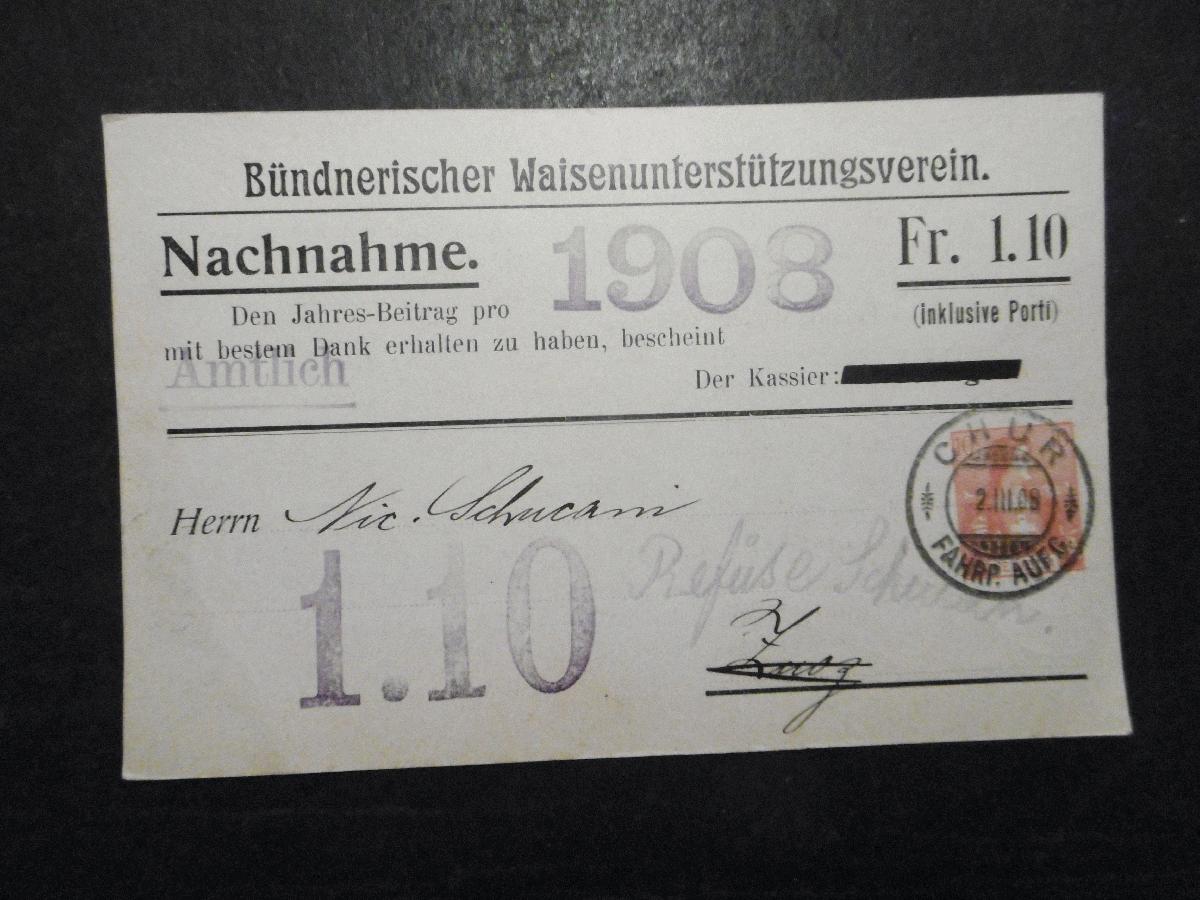 Bündnerischer Waisenunterstützungsverein.
Nachnahme.
1908
Fr. 1.10
(inklusive Porti)
Den Jahres-Beitrag pro
mit bestem Dank erhalten zu haben, bescheint
Amtlich
Der Kassier:
CHUR
2.III.08
FAHRP. AUFG.
Herrn Nic. Schucani
1.10
Refüsé